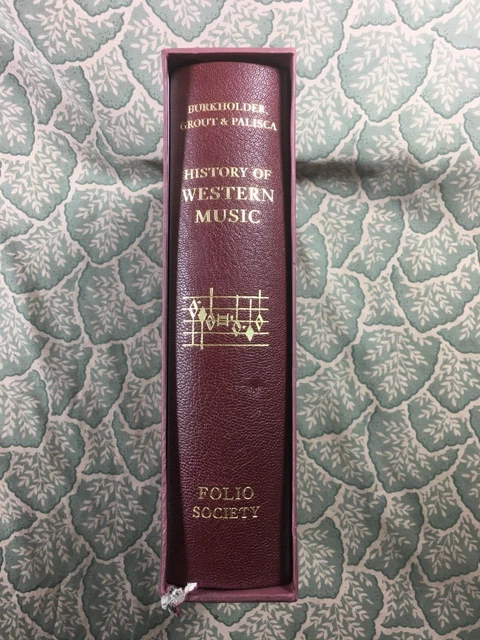 BURKHOLDER
GROUT & PALISCA
HISTORY OF
WESTERN
MUSIC
FOLIO
SOCIETY